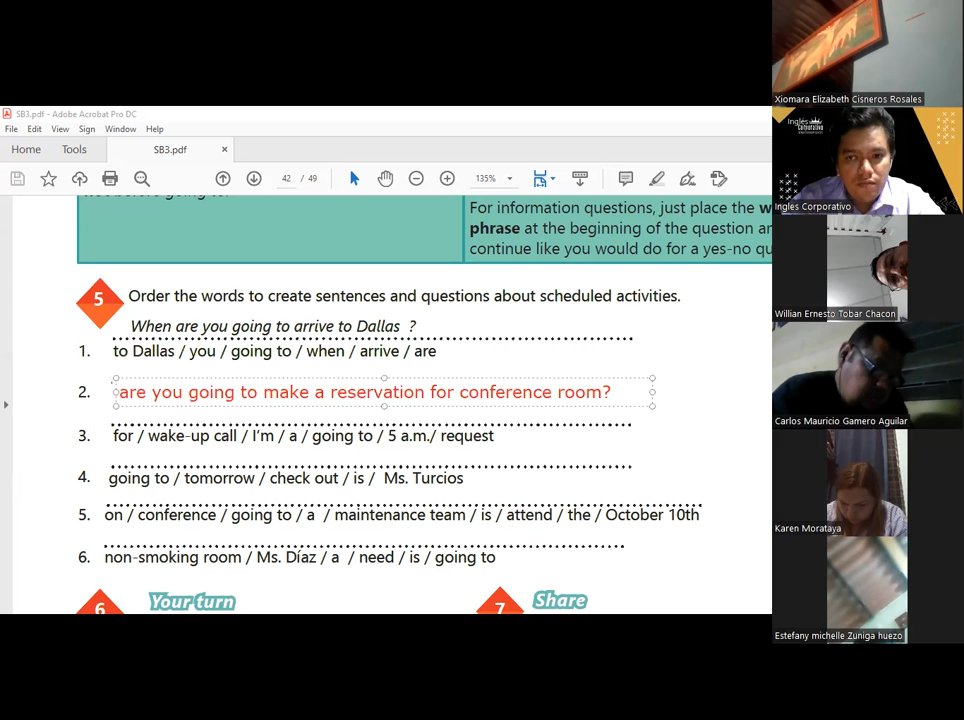 SB3.pdf - Adobe Acrobat Pro DC
File Edit View Sign Window Help
Home Tools SB3.pdf ×
42 / 49 135%
For information questions, just place the
phrase at the beginning of the question
continue like you would do for a yes-no
5 Order the words to create sentences and questions about scheduled activities.
When are you going to arrive to Dallas ?
1. to Dallas / you / going to / when / arrive / are
2. are you going to make a reservation for conference room?
3. for / wake-up call / I'm / a / going to / 5 a.m./ request
4. going to / tomorrow / check out / is / Ms. Turcios
5. on / conference / going to / a / maintenance team / is / attend / the / October 10th
6. non-smoking room / Ms. Díaz / a / need / is / going to
6 Your turn
7 Share
Xiomara Elizabeth Cisneros Rosales
Inglés
Corporativo
Ingles Corporativo
Willian Ernesto Tobar Chacon
Carlos Mauricio Gamero Aguilar
Karen Morataya
Estefany michelle Zuniga huezo